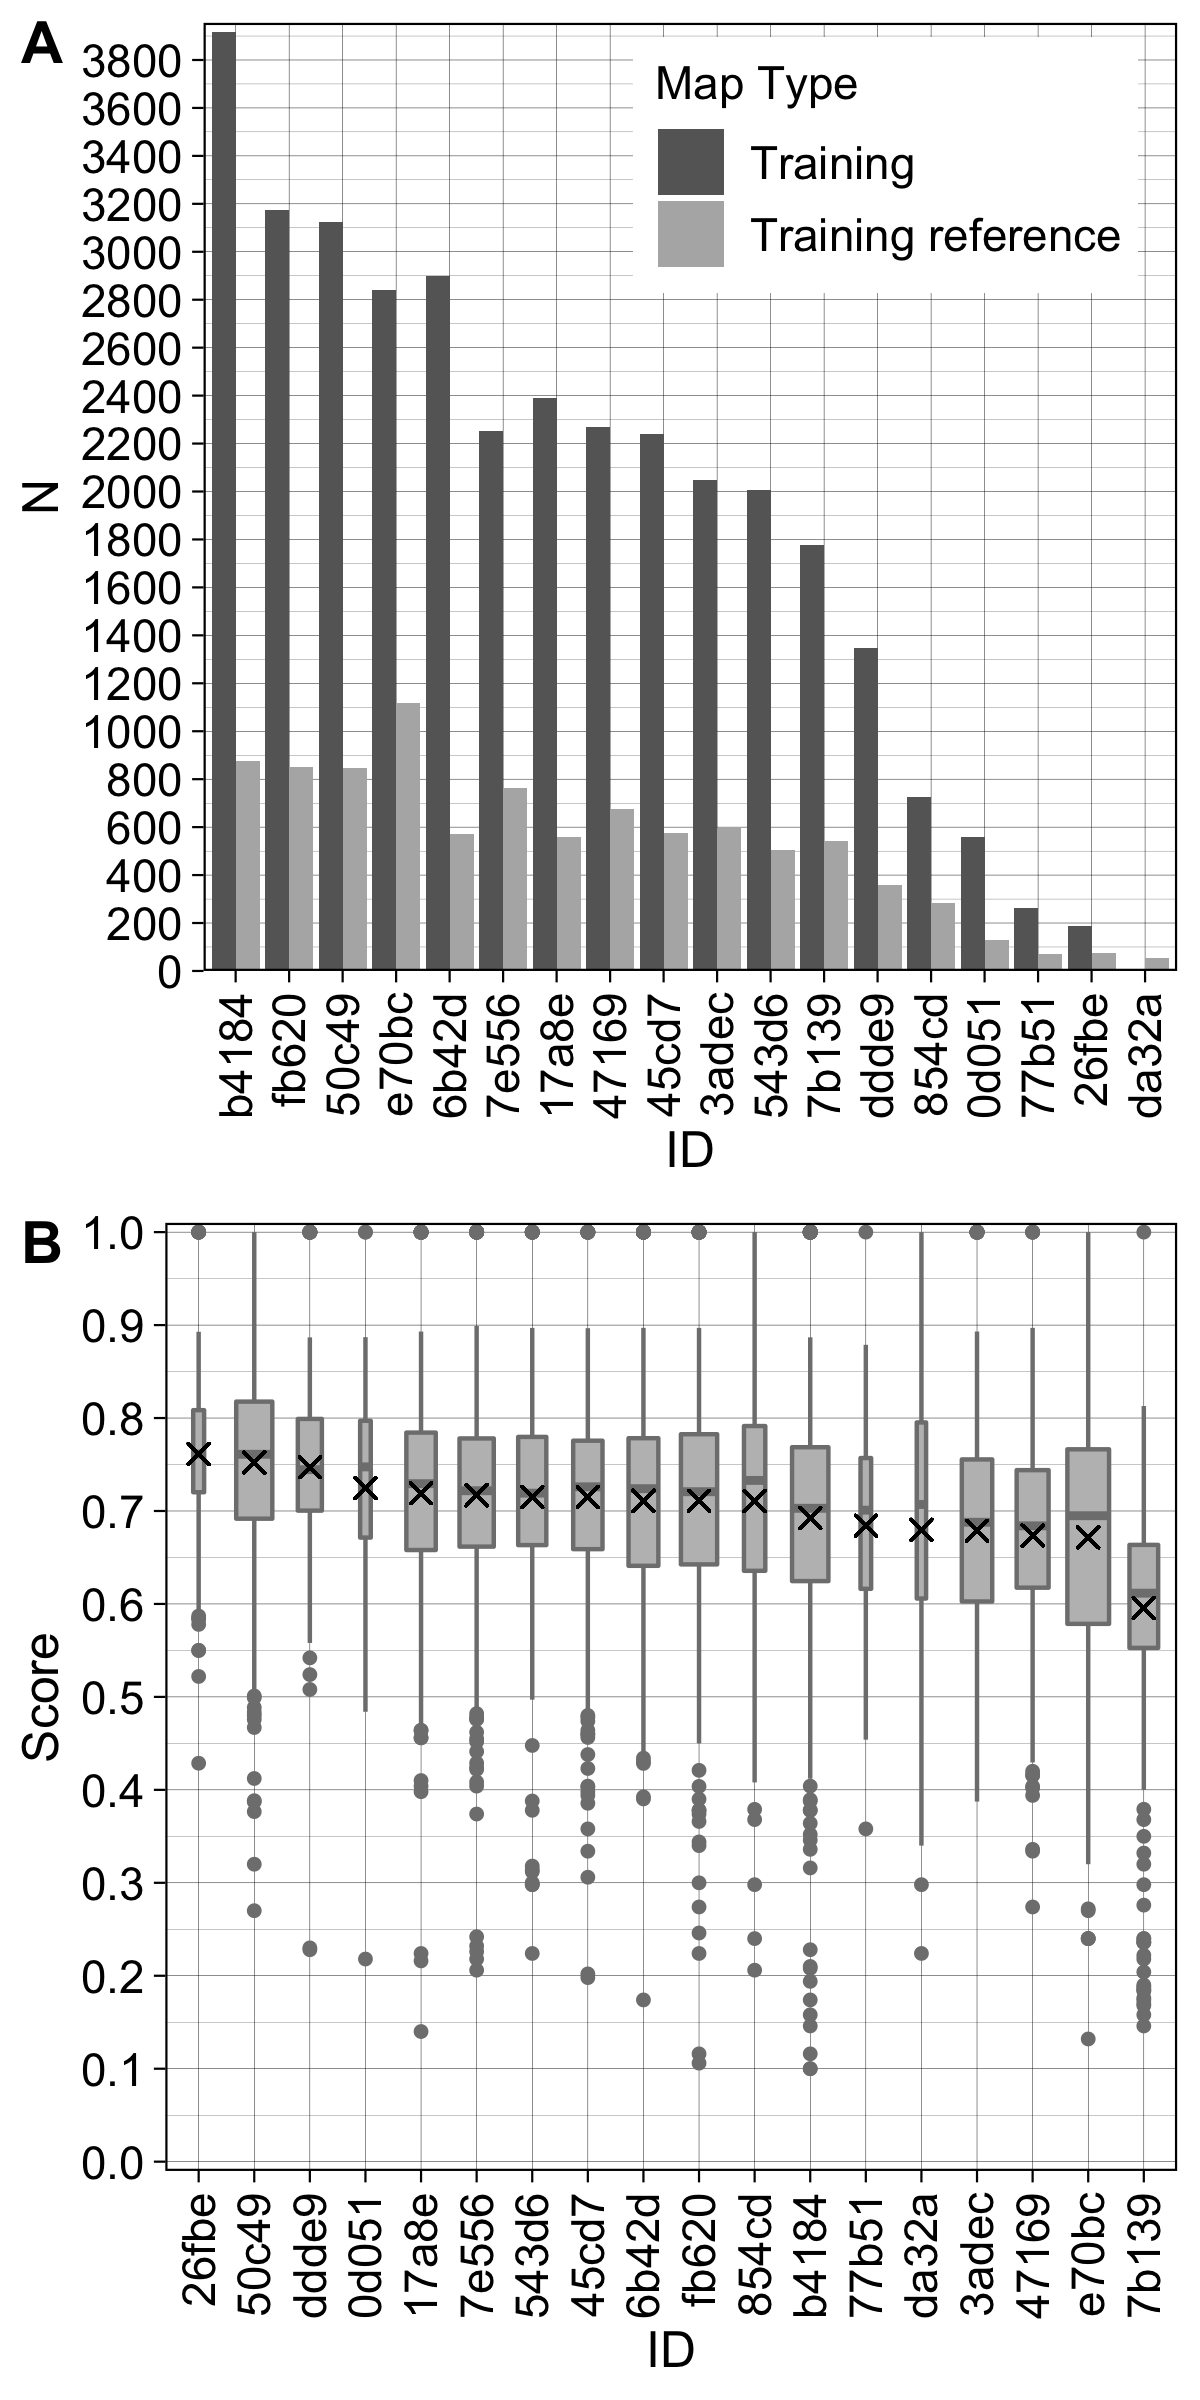 A
3800
3600
3400
3200
3000
2800
2600
2400
2200
2000
1800
1600
1400
1200
1000
800
600
400
200
0
N
Map Type
Training
Training reference
b4184 fb620 50c49 e70bc 6b42d 7e556 17a8e 47169 45cd7 3adec 543d6 7b139 ddde9 854cd 0d051 77b51 26fbe da32a
ID
B
1.0
0.9
0.8
0.7
0.6
0.5
0.4
0.3
0.2
0.1
0.0
Score
26fbe 50c49 ddde9 0d051 17a8e 7e556 543d6 45cd7 6b42d fb620 854cd b4184 77b51 da32a 3adec 47169 e70bc 7b139
ID